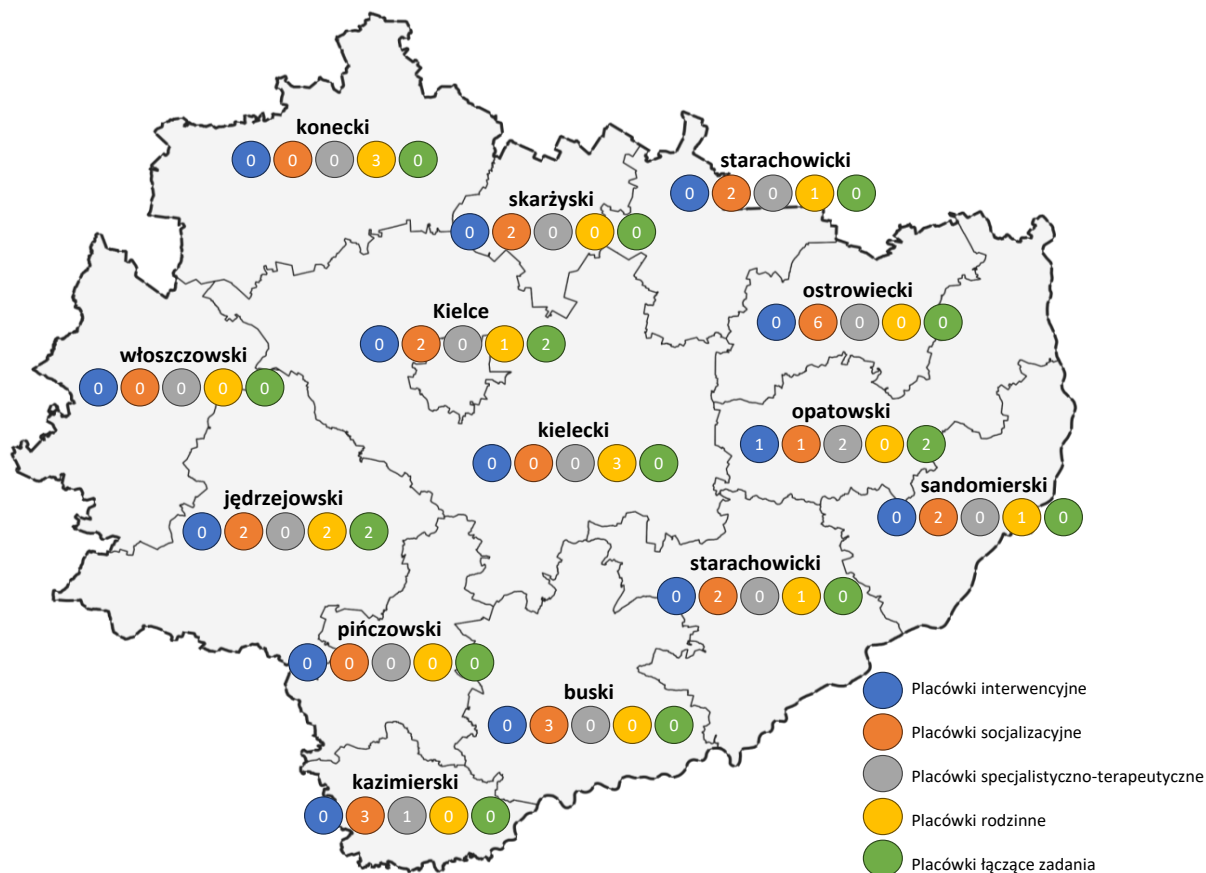 konecki
0 0 0 3 0
starachowicki
0 2 0 1 0
skarżyski
0 2 0 0 0
ostrowiecki
0 6 0 0 0
Kielce
0 2 0 1 2
włoszczowski
0 0 0 0 0
opatowski
1 1 2 0 2
kielecki
0 0 0 3 0
sandomierski
0 2 0 1 0
jędrzejowski
0 2 0 2 2
starachowicki
0 2 0 1 0
pińczowski
0 0 0 0 0
buski
0 3 0 0 0
kazimierski
0 3 1 0 0
Placówki interwencyjne
Placówki socjalizacyjne
Placówki specjalistyczno-terapeutyczne
Placówki rodzinne
Placówki łączące zadania